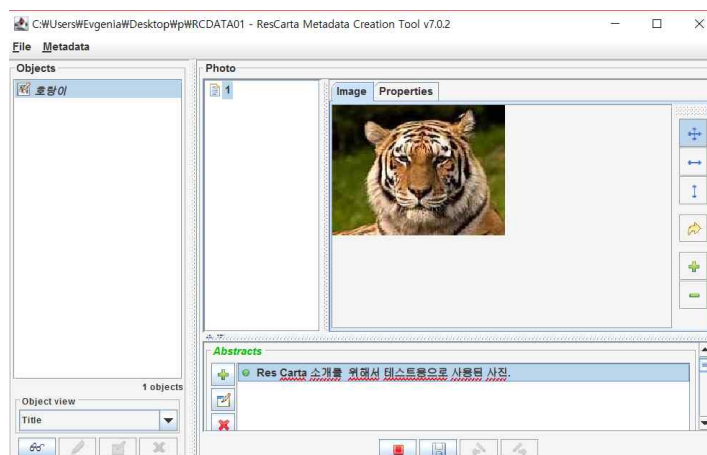 C:₩Users₩Evgenia₩Desktop₩p₩RCDATA01 - ResCarta Metadata Creation Tool v7.0.2
File Metadata
Objects
호랑이
1 objects
Object view
Title
Photo
1
Image Properties
Abstracts
Res Carta 소개를 위해서 테스트용으로 사용된 사진.